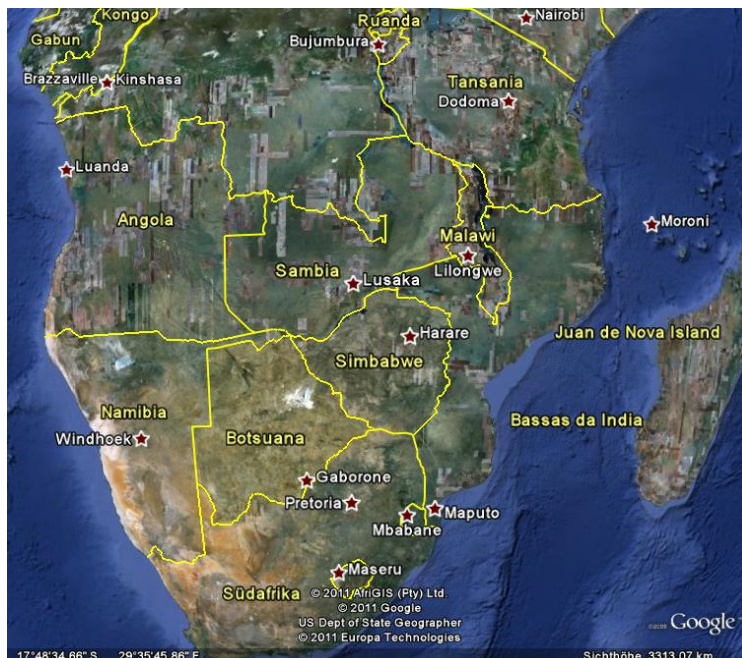 Kongo
Ruanda
Nairobi
Gabun
Bujumbura
Brazzaville
Kinshasa
Tansania
Dodoma
Luanda
Angola
Malawi
Moroni
Lilongwe
Sambia
Lusaka
Harare
Juan de Nova Island
Simbabwe
Namibia
Bassas da India
Windhoek
Botsuana
Gaborone
Pretoria
Maputo
Mbabane
Maseru
Südafrika
© 2011 AfriGIS (Pty) Ltd.
© 2011 Google
US Dept of State Geographer
© 2011 Europa Technologies
Google
17°48'34.66" S 29°35'45.86" E
Sichthöhe 3313.07 km